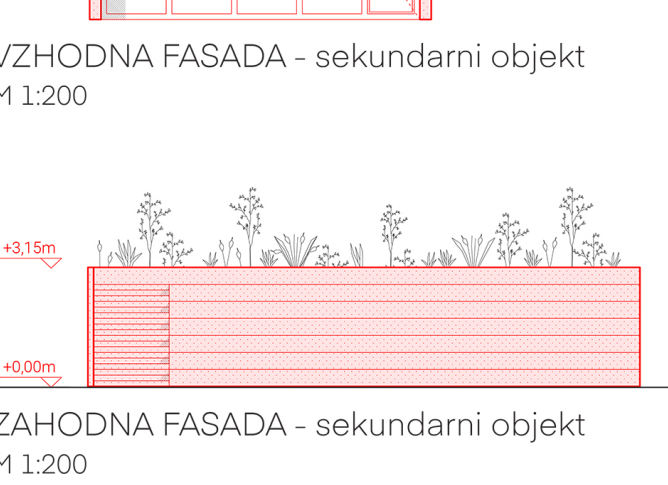 VZHODNA FASADA - sekundarni objekt
M 1:200
+3,15m
+0,00m
ZAHODNA FASADA - sekundarni objekt
M 1:200